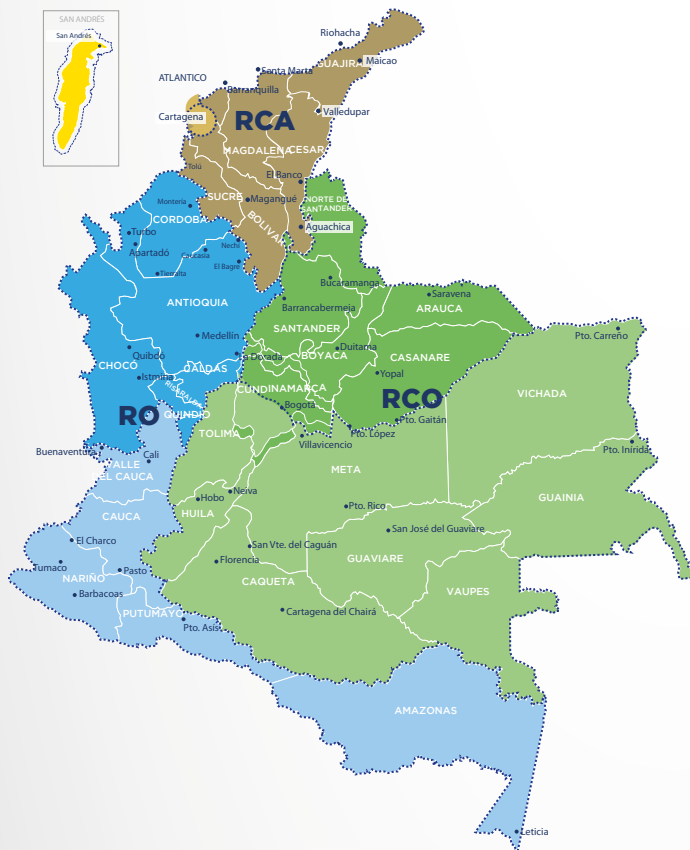 SAN ANDRÉS
San Andrés
Riohacha
GUAJIRA
Maicao
Santa Marta
ATLANTICO
Barranquilla
Valledupar
Cartagena
RCA
MAGDALENA
CESAR
Tolú
El Banco
SUCRE
Magangué
NORTE DE
SANTANDER
Montería
CORDOBA
BOLIVAR
Aguachica
Turbo
Apartadó
Nechí
Caucasia
El Bagre
Tierralta
Bucaramanga
Saravena
ANTIOQUIA
Barrancabermeja
ARAUCA
SANTANDER
Pto. Carreño
Medellín
Duitama
Quibdó
La Dorada
BOYACA
CASANARE
CHOCÓ
CALDAS
Yopal
Istmina
RISARALDA
CUNDINAMARCA
VICHADA
RCO
Bogotá
RO
QUINDIO
Pto. Gaitán
TOLIMA
Pto. López
Villavicencio
Pto. Inírida
Buenaventura
Cali
VALLE
DEL CAUCA
META
Neiva
Hobo
GUAINIA
Pto. Rico
HUILA
CAUCA
San José del Guaviare
El Charco
San Vte. del Caguán
Florencia
GUAVIARE
Tumaco
Pasto
NARIÑO
CAQUETA
VAUPES
Barbacoas
Cartagena del Chairá
PUTUMAYO
Pto. Asís
AMAZONAS
Leticia